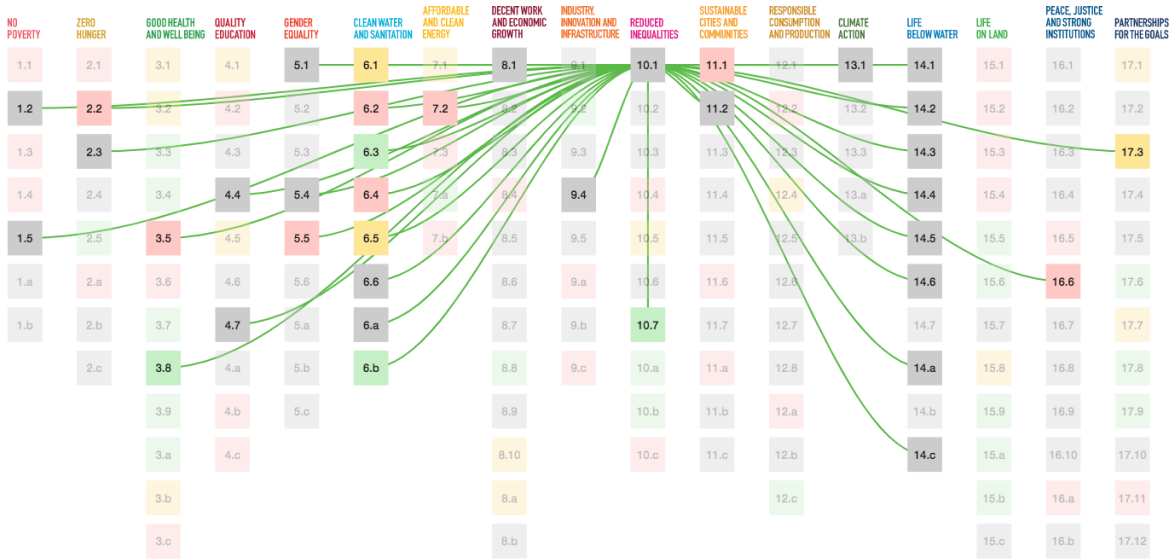 NO
POVERTY
ZERO
HUNGER
GOOD HEALTH
AND WELL BEING
QUALITY
EDUCATION
GENDER
EQUALITY
CLEAN WATER
AND SANITATION
AFFORDABLE
AND CLEAN
ENERGY
DECENT WORK
AND ECONOMIC
GROWTH
INDUSTRY,
INNOVATION AND
INFRASTRUCTURE
REDUCED
INEQUALITIES
SUSTAINABLE
CITIES AND
COMMUNITIES
RESPONSIBLE
CONSUMPTION
AND PRODUCTION
CLIMATE
ACTION
LIFE
BELOW WATER
LIFE
ON LAND
PEACE, JUSTICE
AND STRONG
INSTITUTIONS
PARTNERSHIPS
FOR THE GOALS
1.1 2.1 3.1 4.1 5.1 6.1 7.1 8.1 9.1 10.1 11.1 12.1 13.1 14.1 15.1 16.1 17.1
1.2 2.2 3.2 4.2 5.2 6.2 7.2 8.2 9.2 10.2 11.2 12.2 13.2 14.2 15.2 16.2 17.2
1.3 2.3 3.3 4.3 5.3 6.3 7.3 8.3 9.3 10.3 11.3 12.3 13.3 14.3 15.3 16.3 17.3
1.4 2.4 3.4 4.4 5.4 6.4 7.a 8.4 9.4 10.4 11.4 12.4 13.a 14.4 15.4 16.4 17.4
1.5 2.5 3.5 4.5 5.5 6.5 7.b 8.5 9.5 10.5 11.5 12.5 13.b 14.5 15.5 16.5 17.5
1.a 2.a 3.6 4.6 5.6 6.6 8.6 9.a 10.6 11.6 12.6 14.6 15.6 16.6 17.6
1.b 2.b 3.7 4.7 5.a 6.a 8.7 9.b 10.7 11.7 12.7 14.7 15.7 16.7 17.7
2.c 3.8 4.a 5.b 6.b 8.8 9.c 10.a 11.a 12.8 14.a 15.8 16.8 17.8
3.9 4.b 5.c 8.9 10.b 11.b 12.a 14.b 15.9 16.9 17.9
3.a 4.c 8.10 10.c 11.c 12.b 14.c 15.a 16.10 17.10
3.b 8.a 12.c 15.b 16.a 17.11
3.c 8.b 15.c 16.b 17.12